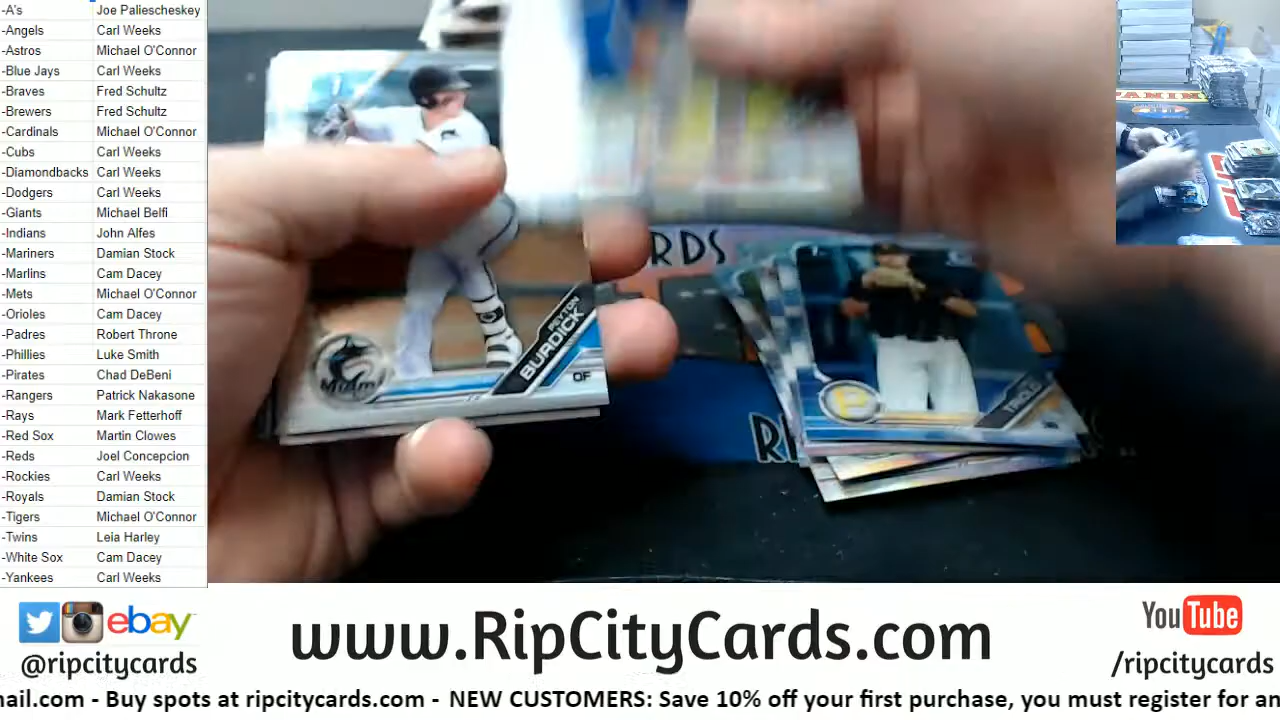 -A's Joe Paliescheskey
-Angels Carl Weeks
-Astros Michael O'Connor
-Blue Jays Carl Weeks
-Braves Fred Schultz
-Brewers Fred Schultz
-Cardinals Michael O'Connor
-Cubs Carl Weeks
-Diamondbacks Carl Weeks
-Dodgers Carl Weeks
-Giants Michael Belfi
-Indians John Alfes
-Mariners Damian Stock
-Marlins Cam Dacey
-Mets Michael O'Connor
-Orioles Cam Dacey
-Padres Robert Throne
-Phillies Luke Smith
-Pirates Chad DeBeni
-Rangers Patrick Nakasone
-Rays Mark Fetterhoff
-Red Sox Martin Clowes
-Reds Joel Concepcion
-Rockies Carl Weeks
-Royals Damian Stock
-Tigers Michael O'Connor
-Twins Leia Harley
-White Sox Cam Dacey
-Yankees Carl Weeks
PANINI
RDS
PEYTON
BURDICK
OF
MIAMI
P
ebay
@ripcitycards
www.RipCityCards.com
YouTube
/ripcitycards
mail.com - Buy spots at ripcitycards.com - NEW CUSTOMERS: Save 10% off your first purchase, you must register for an